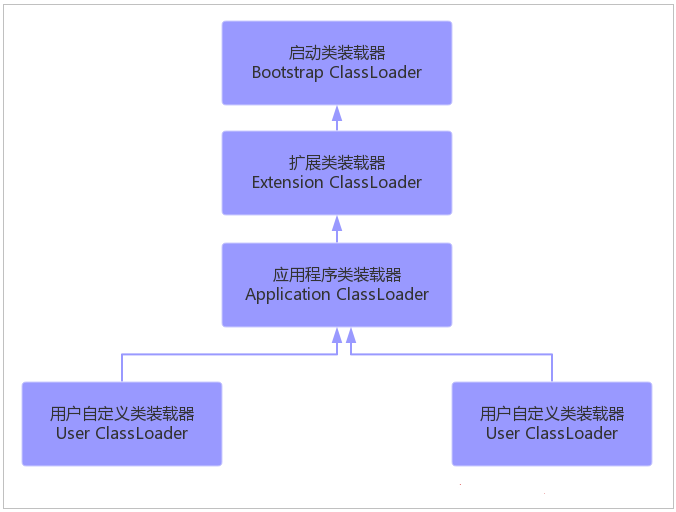 启动类装载器
Bootstrap ClassLoader
扩展类装载器
Extension ClassLoader
应用程序类装载器
Application ClassLoader
用户自定义类装载器
User ClassLoader
用户自定义类装载器
User ClassLoader